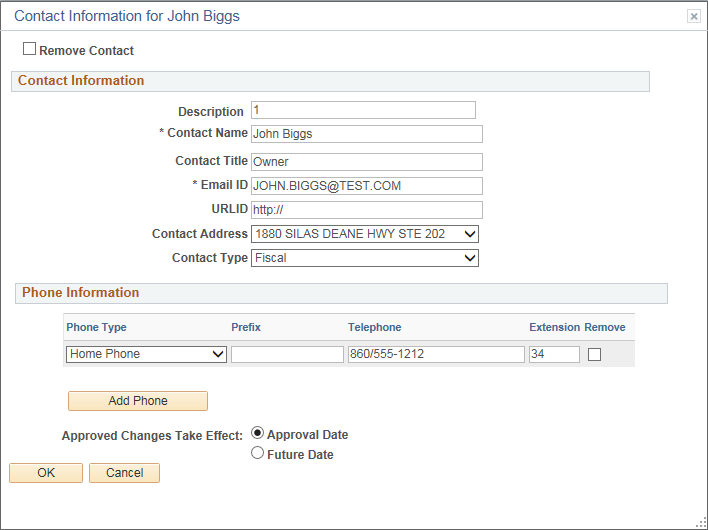 Contact Information for John Biggs
Remove Contact
Contact Information
Description 1
* Contact Name John Biggs
Contact Title Owner
* Email ID JOHN.BIGGS@TEST.COM
URLID http://
Contact Address 1880 SILAS DEANE HWY STE 202
Contact Type Fiscal
Phone Information
Phone Type Prefix Telephone Extension Remove
Home Phone 860/555-1212 34
Add Phone
Approved Changes Take Effect: Approval Date
Future Date
OK Cancel